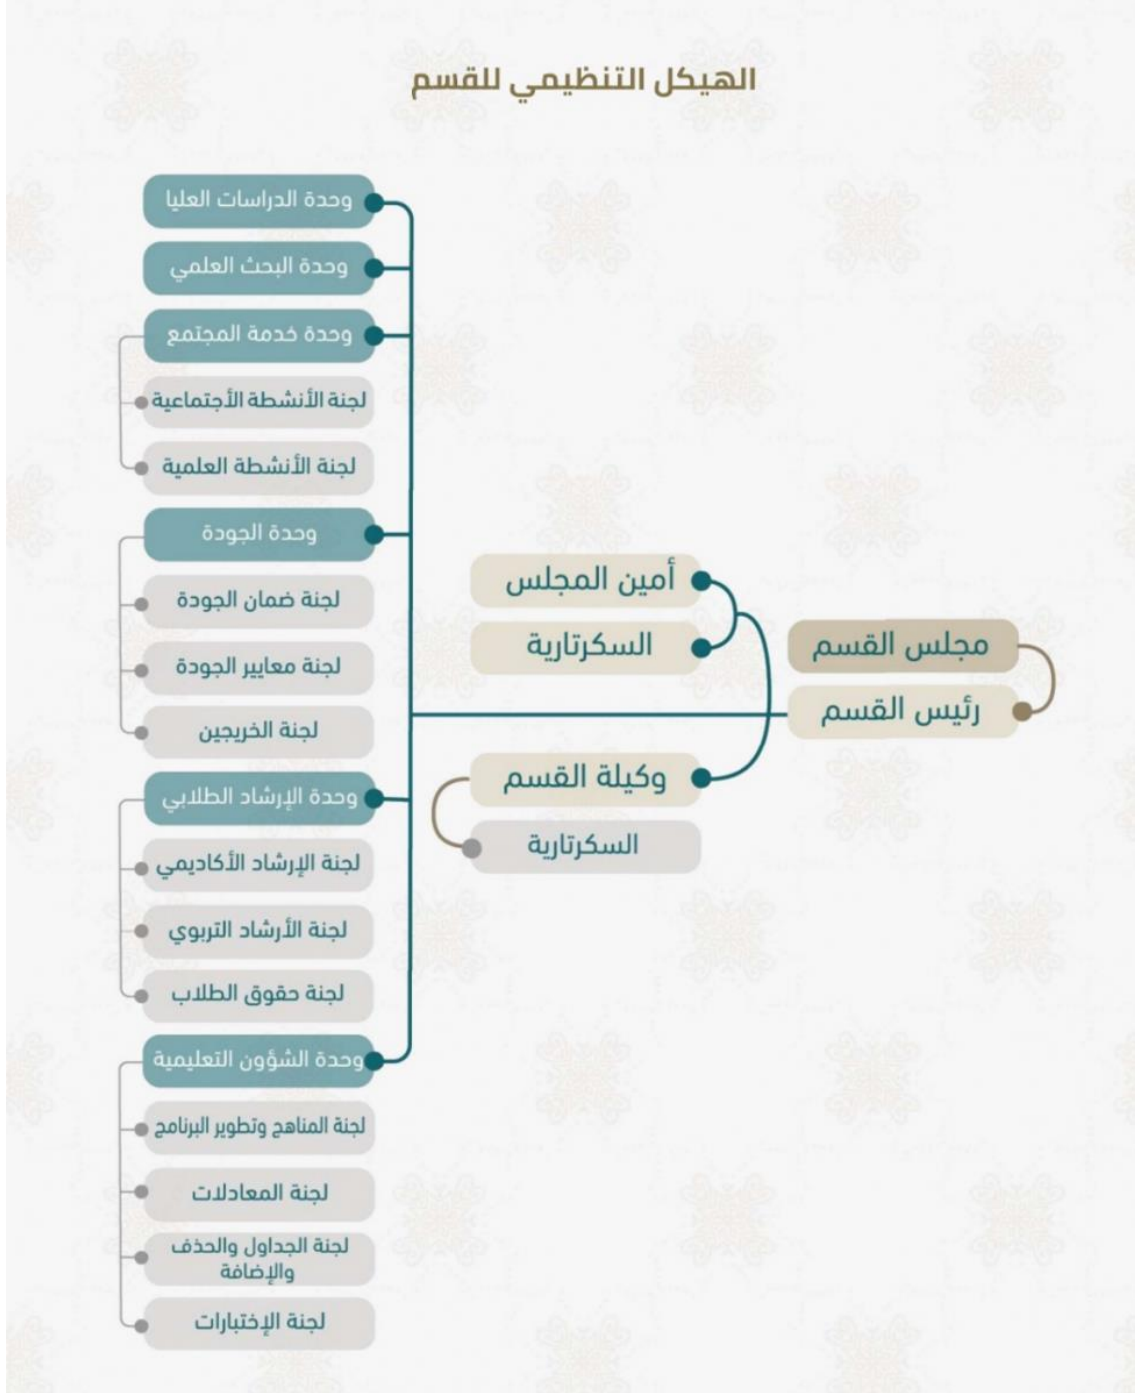 الهيكل التنظيمي للقسم
مجلس القسم
رئيس القسم
أمين المجلس
السكرتارية
وكيلة القسم
السكرتارية
وحدة الدراسات العليا
وحدة البحث العلمي
وحدة خدمة المجتمع
لجنة الأنشطة الأجتماعية
لجنة الأنشطة العلمية
وحدة الجودة
لجنة ضمان الجودة
لجنة معايير الجودة
لجنة الخريجين
وحدة الإرشاد الطلابي
لجنة الإرشاد الأكاديمي
لجنة الأرشاد التربوي
لجنة حقوق الطلاب
وحدة الشؤون التعليمية
لجنة المناهج وتطوير البرنامج
لجنة المعادلات
لجنة الجداول والحذف
والإضافة
لجنة الإختبارات